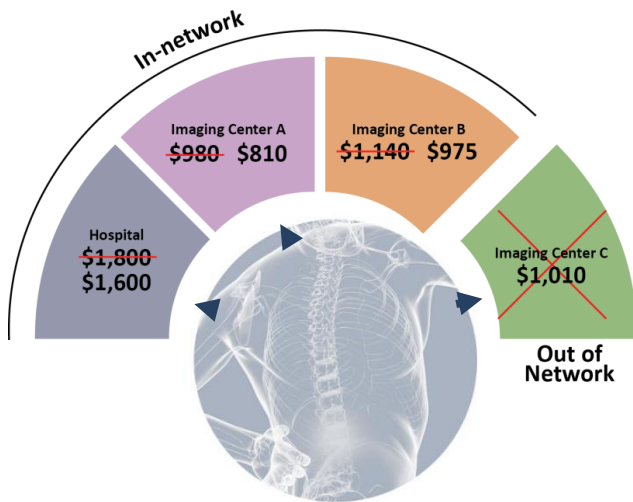 In-network
Imaging Center A
$980 $810
Imaging Center B
$1,140 $975
Hospital
$1,800
$1,600
Imaging Center C
$1,010
Out of
Network